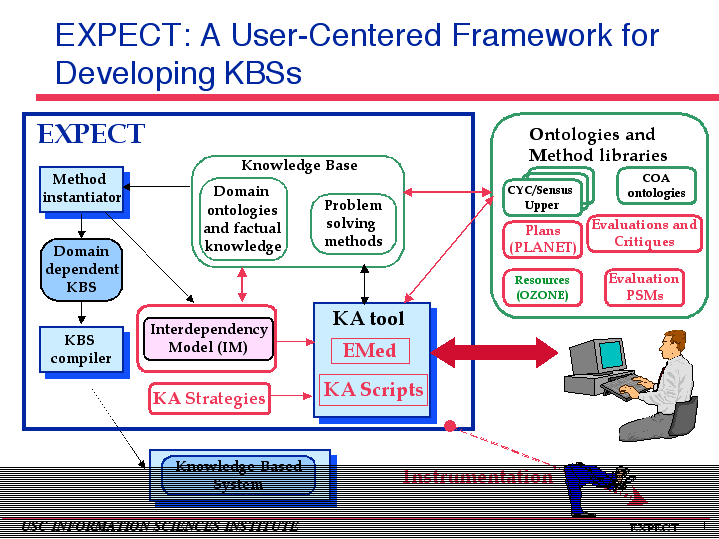 EXPECT: A User-Centered Framework for
Developing KBSs
EXPECT
Ontologies and
Method libraries
Knowledge Base
Method
instantiator
Domain
ontologies
and factual
knowledge
Problem
solving
methods
CYC/Sensus
Upper
COA
ontologies
Plans
(PLANET)
Evaluations and
Critiques
Domain
dependent
KBS
Resources
(OZONE)
Evaluation
PSMs
KA tool
Interdependency
Model (IM)
EMed
KBS
compiler
KA Strategies
KA Scripts
Knowledge Based
System
Instrumentation
USC INFORMATION SCIENCES INSTITUTE
EXPECT
1